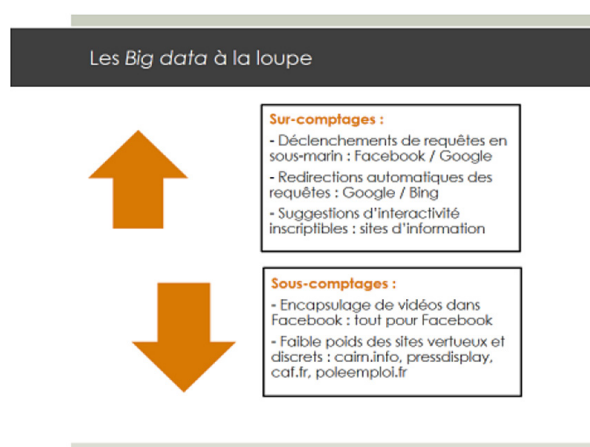 Les Big data à la loupe
Sur-comptages :
- Déclenchements de requêtes en
sous-marin : Facebook / Google
- Redirections automatiques des
requêtes : Google / Bing
- Suggestions d'interactivité
inscriptibles : sites d'information
Sous-comptages :
- Encapsulage de vidéos dans
Facebook : tout pour Facebook
- Faible poids des sites vertueux et
discrets : cairn.info, pressdisplay,
caf.fr, poleemploi.fr